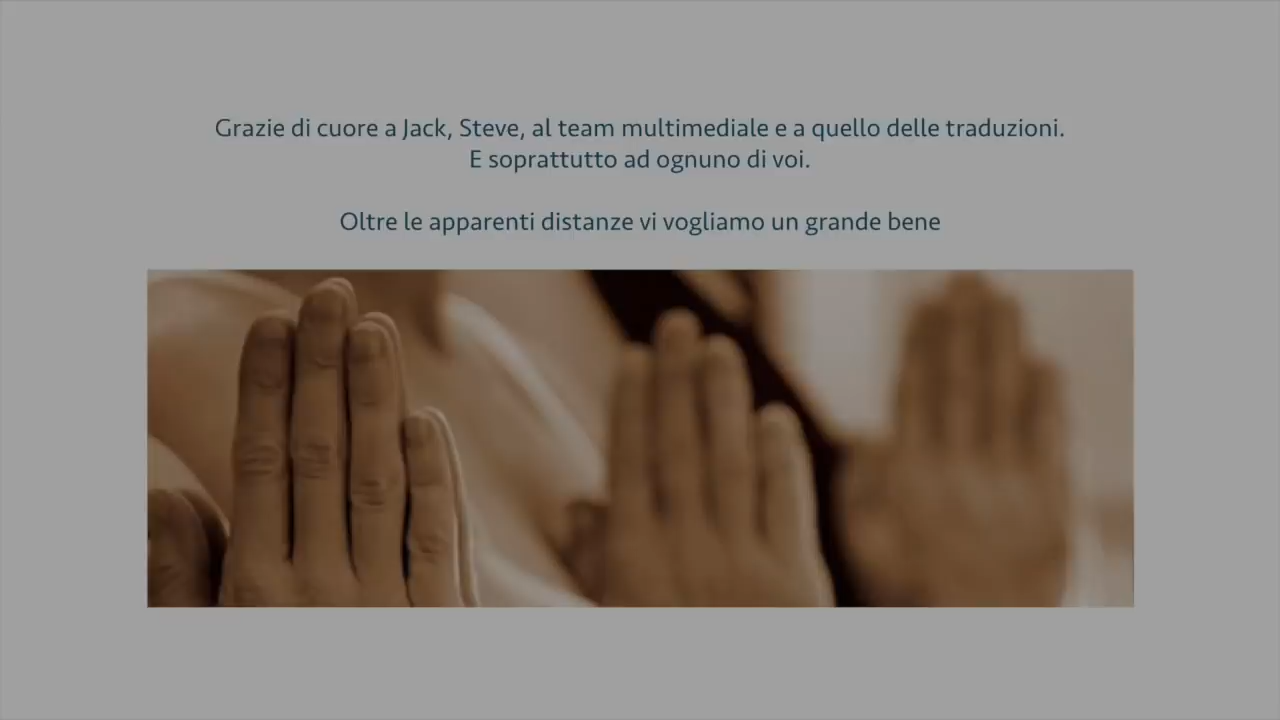 Grazie di cuore a Jack, Steve, al team multimediale e a quello delle traduzioni.
E soprattutto ad ognuno di voi.
Oltre le apparenti distanze vi vogliamo un grande bene